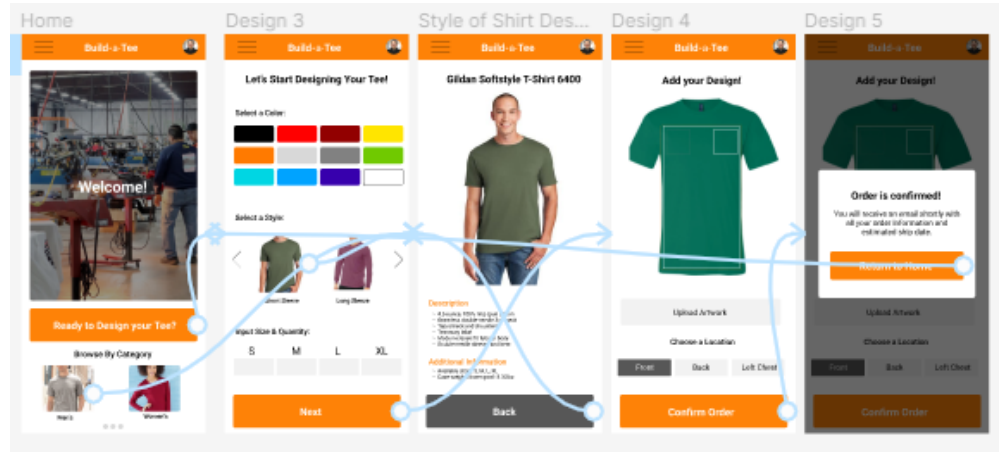 Home
Build-a-Tee
Welcome!
Ready to Design your Tee?
Browse By Category
Men's
Women's
Design 3
Build-a-Tee
Let's Start Designing Your Tee!
Select a Color:
Select a Style:
Short Sleeve
Long Sleeve
Input Size & Quantity:
S M L XL
Next
Style of Shirt Des...
Build-a-Tee
Gildan Softstyle T-Shirt 6400
Description
Additional Information
Back
Design 4
Build-a-Tee
Add your Design!
Upload Artwork
Choose a Location
Front Back Left Chest
Confirm Order
Design 5
Build-a-Tee
Add your Design!
Order is confirmed!
You will receive an email shortly with
all your order information and
estimated ship date.
Return to Home
Upload Artwork
Choose a Location
Front Back Left Chest
Confirm Order